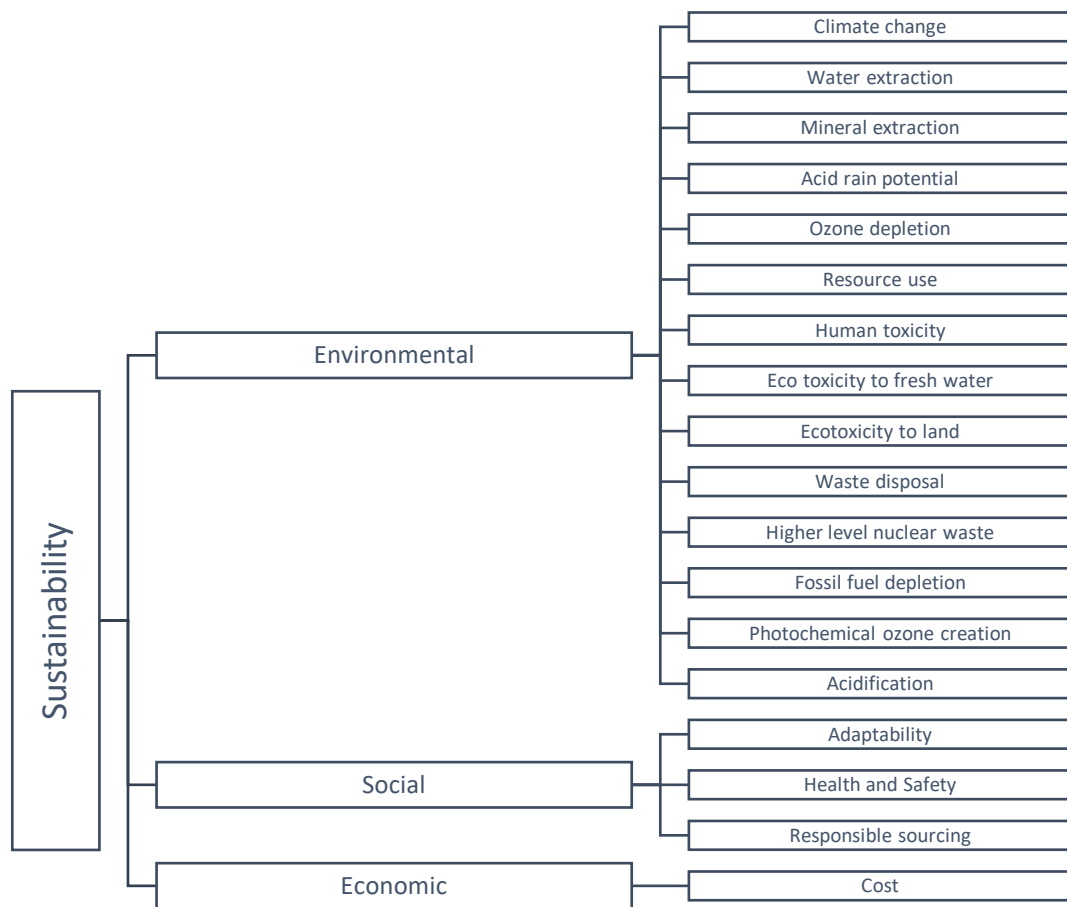 Sustainability
Environmental
Climate change
Water extraction
Mineral extraction
Acid rain potential
Ozone depletion
Resource use
Human toxicity
Eco toxicity to fresh water
Ecotoxicity to land
Waste disposal
Higher level nuclear waste
Fossil fuel depletion
Photochemical ozone creation
Acidification
Social
Adaptability
Health and Safety
Responsible sourcing
Economic
Cost